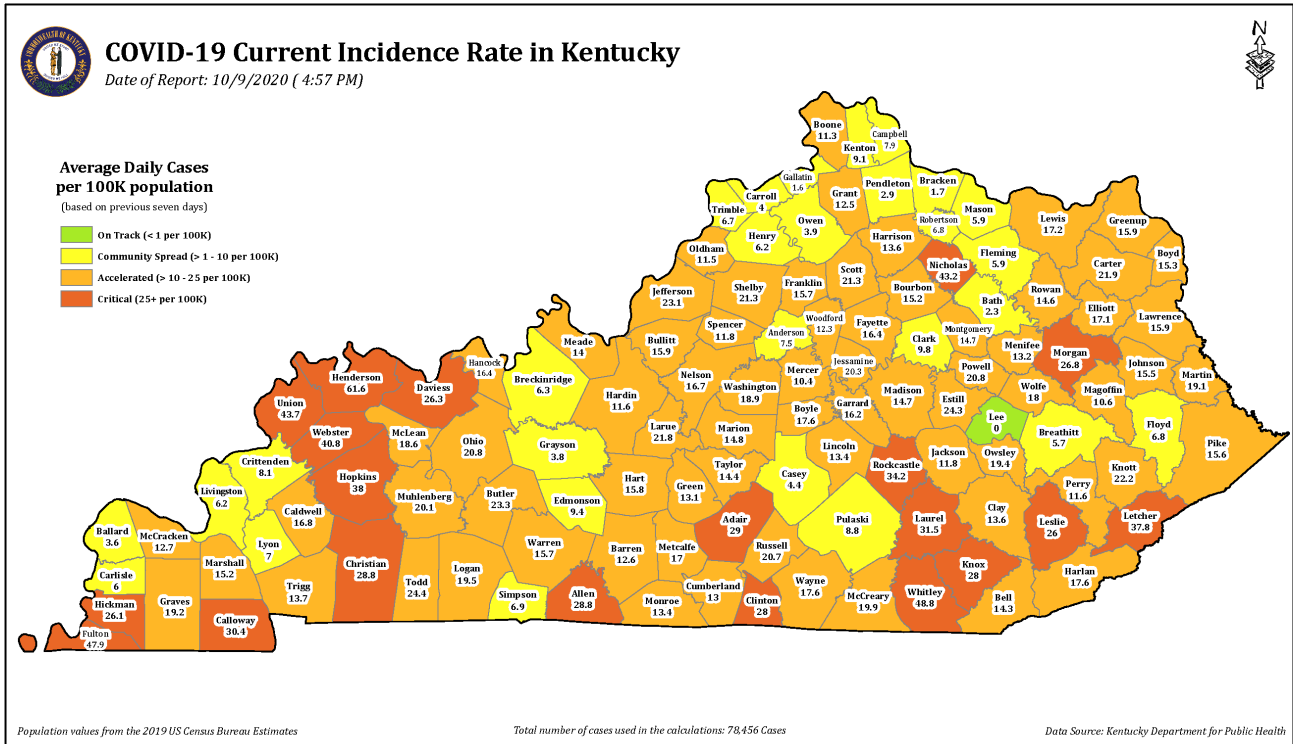 COVID-19 Current Incidence Rate in Kentucky
Date of Report: 10/9/2020 ( 4:57 PM)
N
Average Daily Cases
per 100K population
(based on previous seven days)
On Track (< 1 per 100K)
Community Spread (> 1 - 10 per 100K)
Accelerated (> 10 - 25 per 100K)
Critical (25+ per 100K)
Boone
11.3
Kenton
9.1
Campbell
7.9
Gallatin
1.6
Carroll
4
Trimble
6.7
Grant
12.5
Pendleton
2.9
Bracken
1.7
Mason
5.9
Robertson
6.8
Owen
3.9
Henry
6.2
Oldham
11.5
Harrison
13.6
Nicholas
43.2
Fleming
5.9
Lewis
17.2
Greenup
15.9
Boyd
15.3
Carter
21.9
Rowan
14.6
Elliott
17.1
Lawrence
15.9
Jefferson
23.1
Shelby
21.3
Franklin
15.7
Scott
21.3
Bourbon
15.2
Bath
2.3
Spencer
11.8
Anderson
7.5
Woodford
12.3
Fayette
16.4
Clark
9.8
Montgomery
14.7
Menifee
13.2
Morgan
26.8
Johnson
15.5
Martin
19.1
Meade
14
Bullitt
15.9
Hancock
16.4
Breckinridge
6.3
Hardin
11.6
Nelson
16.7
Washington
18.9
Mercer
10.4
Jessamine
20.3
Madison
14.7
Powell
20.8
Estill
24.3
Wolfe
18
Magoffin
10.6
Lee
0
Breathitt
5.7
Floyd
6.8
Pike
15.6
Henderson
61.6
Daviess
26.3
Union
43.7
Webster
40.8
McLean
18.6
Ohio
20.8
Grayson
3.8
Larue
21.8
Marion
14.8
Boyle
17.6
Garrard
16.2
Lincoln
13.4
Rockcastle
34.2
Jackson
11.8
Owsley
19.4
Perry
11.6
Knott
22.2
Crittenden
8.1
Livingston
6.2
Hopkins
38
Muhlenberg
20.1
Butler
23.3
Edmonson
9.4
Hart
15.8
Green
13.1
Taylor
14.4
Casey
4.4
Adair
29
Pulaski
8.8
Laurel
31.5
Clay
13.6
Leslie
26
Letcher
37.8
Ballard
3.6
McCracken
12.7
Caldwell
16.8
Lyon
7
Carlisle
6
Marshall
15.2
Trigg
13.7
Christian
28.8
Todd
24.4
Logan
19.5
Warren
15.7
Barren
12.6
Metcalfe
17
Russell
20.7
Wayne
17.6
Knox
28
Harlan
17.6
Bell
14.3
Whitley
48.8
McCreary
19.9
Clinton
28
Cumberland
13
Monroe
13.4
Allen
28.8
Simpson
6.9
Hickman
26.1
Graves
19.2
Calloway
30.4
Fulton
47.9
Population values from the 2019 US Census Bureau Estimates
Total number of cases used in the calculations: 78,456 Cases
Data Source: Kentucky Department for Public Health